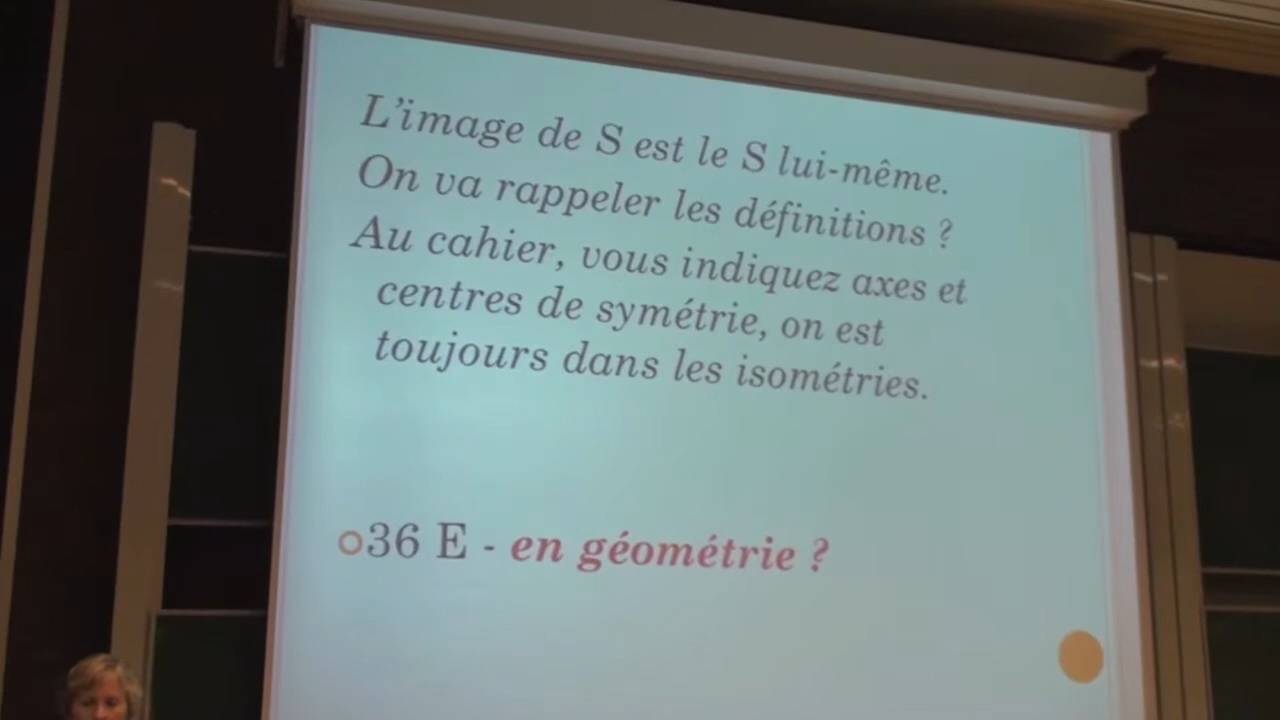 L'image de S est le S lui-même.
On va rappeler les définitions ?
Au cahier, vous indiquez axes et
centres de symétrie, on est
toujours dans les isométries.
36 E - en géométrie ?